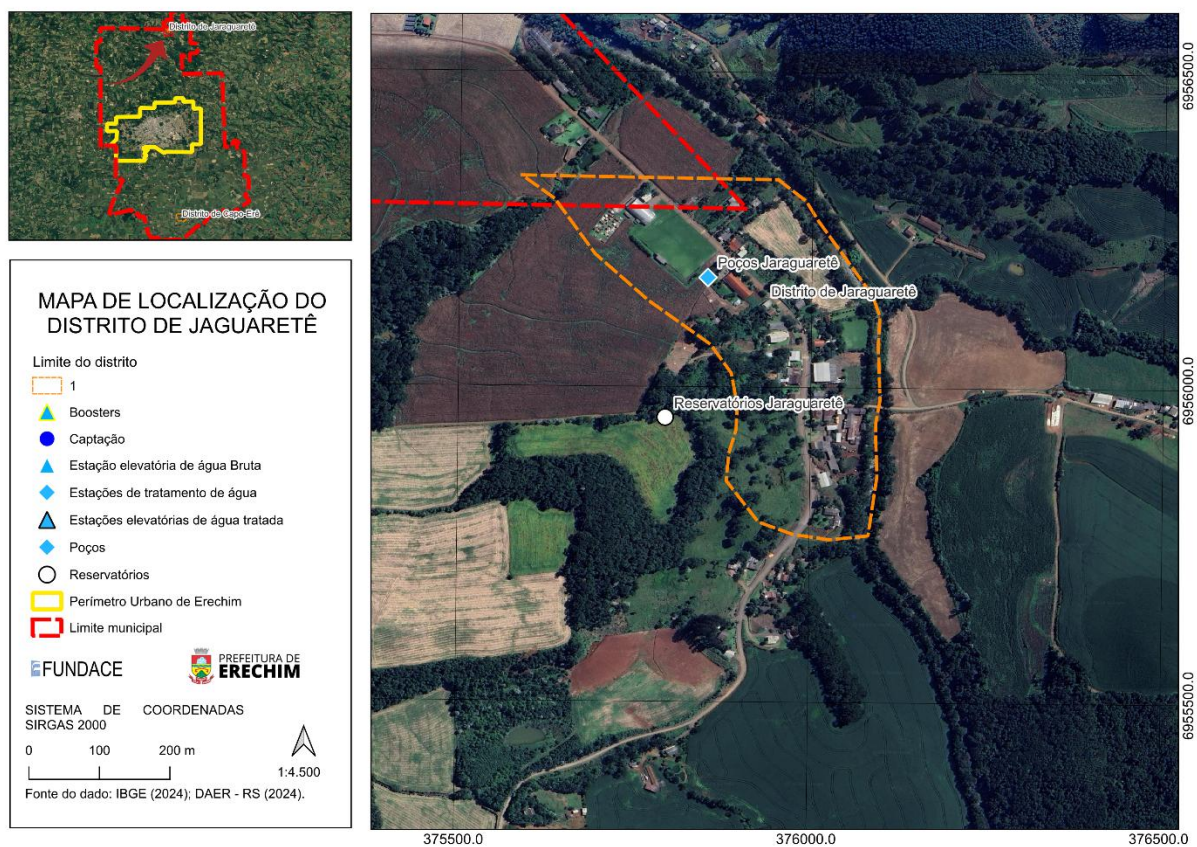 Distrito de Jaraguaretê
Distrito de Capo-Erê
MAPA DE LOCALIZAÇÃO DO
DISTRITO DE JAGUARETÊ
Limite do distrito
1
Boosters
Captação
Estação elevatória de água Bruta
Estações de tratamento de água
Estações elevatórias de água tratada
Poços
Reservatórios
Perímetro Urbano de Erechim
Limite municipal
FUNDACE
PREFEITURA DE
ERECHIM
SISTEMA DE COORDENADAS
SIRGAS 2000
0 100 200 m
1:4.500
Fonte do dado: IBGE (2024); DAER - RS (2024).
Poços Jaraguaretê
Distrito de Jaraguaretê
Reservatórios Jaraguaretê
6956500.0
6956000.0
6955500.0
375500.0 376000.0 376500.0